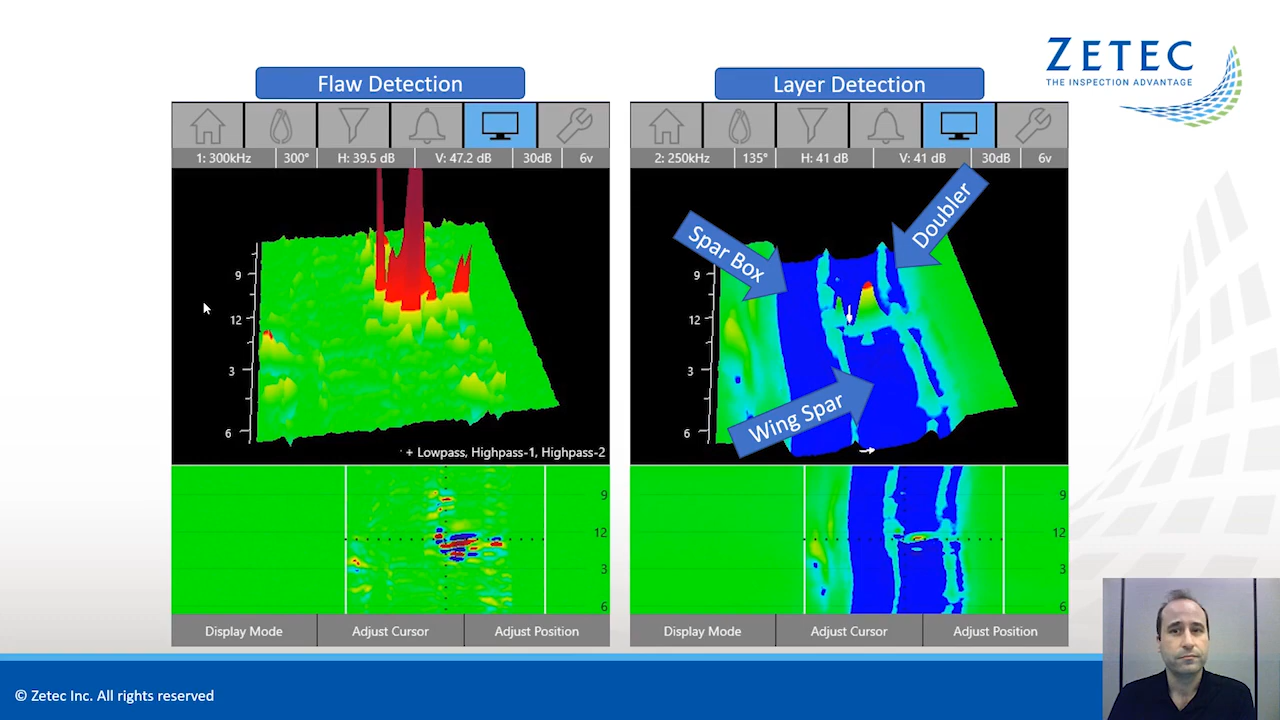 ZETEC
THE INSPECTION ADVANTAGE
Flaw Detection
1: 300kHz 300° H: 39.5 dB V: 47.2 dB 30dB 6v
9
12
3
6
+ Lowpass, Highpass-1, Highpass-2
9
12
3
6
Display Mode Adjust Cursor Adjust Position
Layer Detection
2: 250kHz 135° H: 41 dB V: 41 dB 30dB 6v
Spar Box
Doubler
Wing Spar
9
12
3
6
9
12
3
6
Display Mode Adjust Cursor Adjust Position
© Zetec Inc. All rights reserved